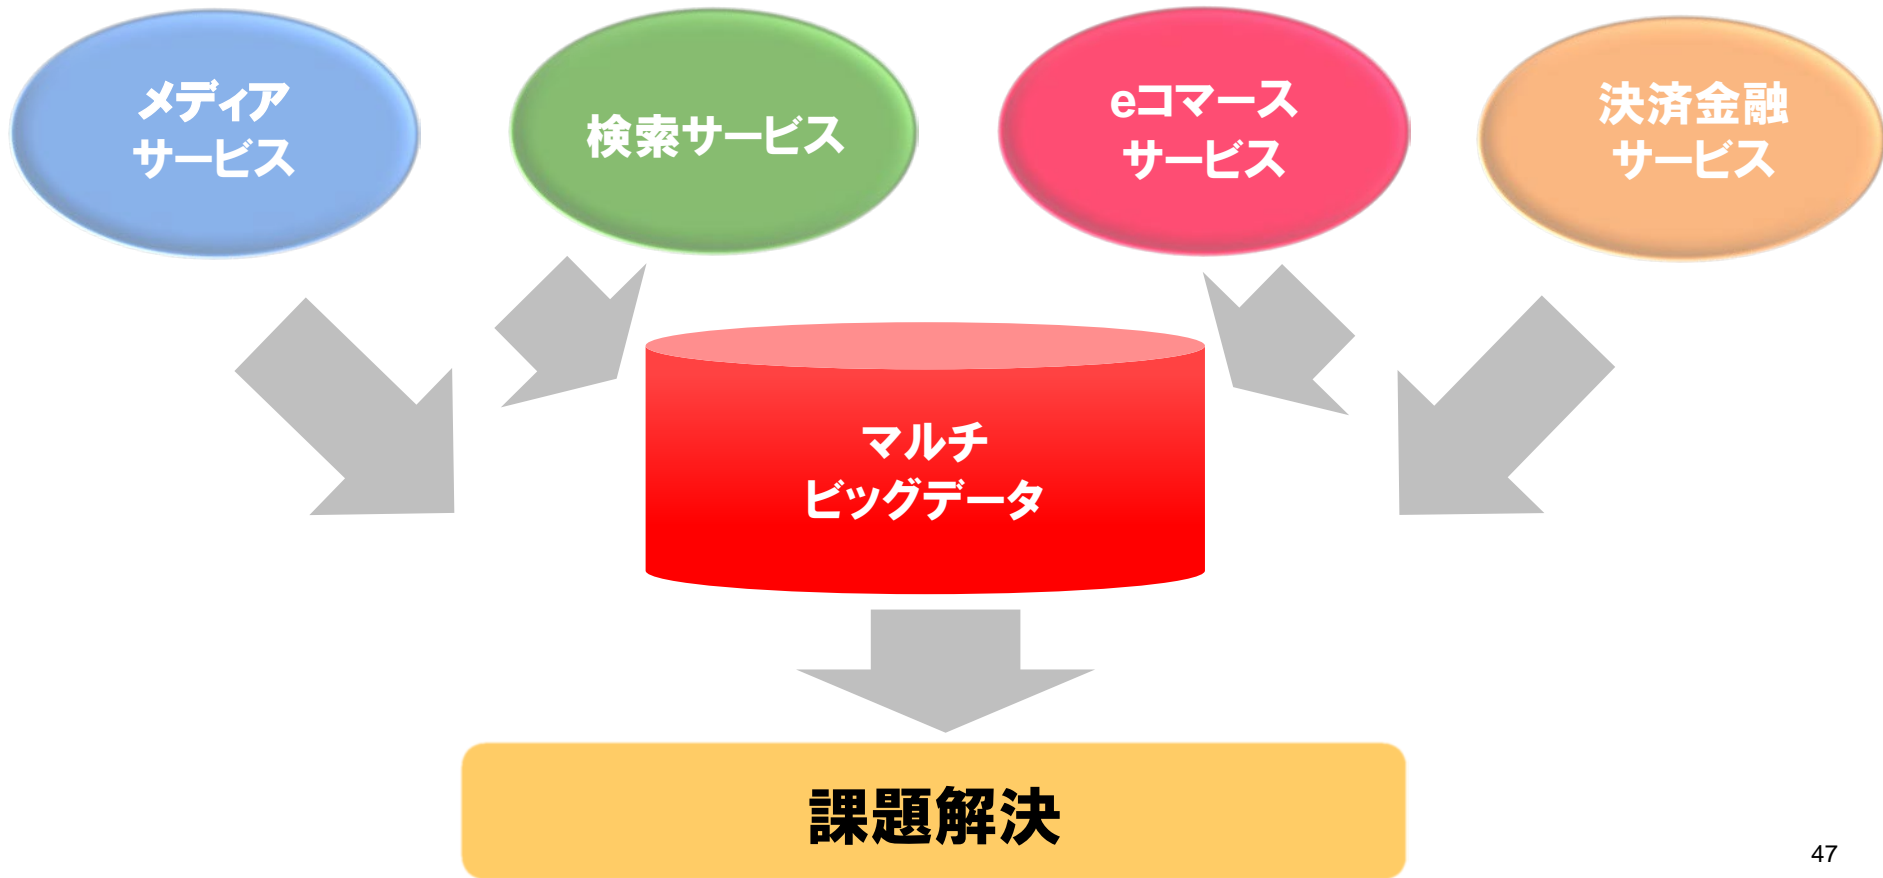 メディア
サービス
検索サービス
eコマース
サービス
決済金融
サービス
マルチ
ビッグデータ
課題解決
47